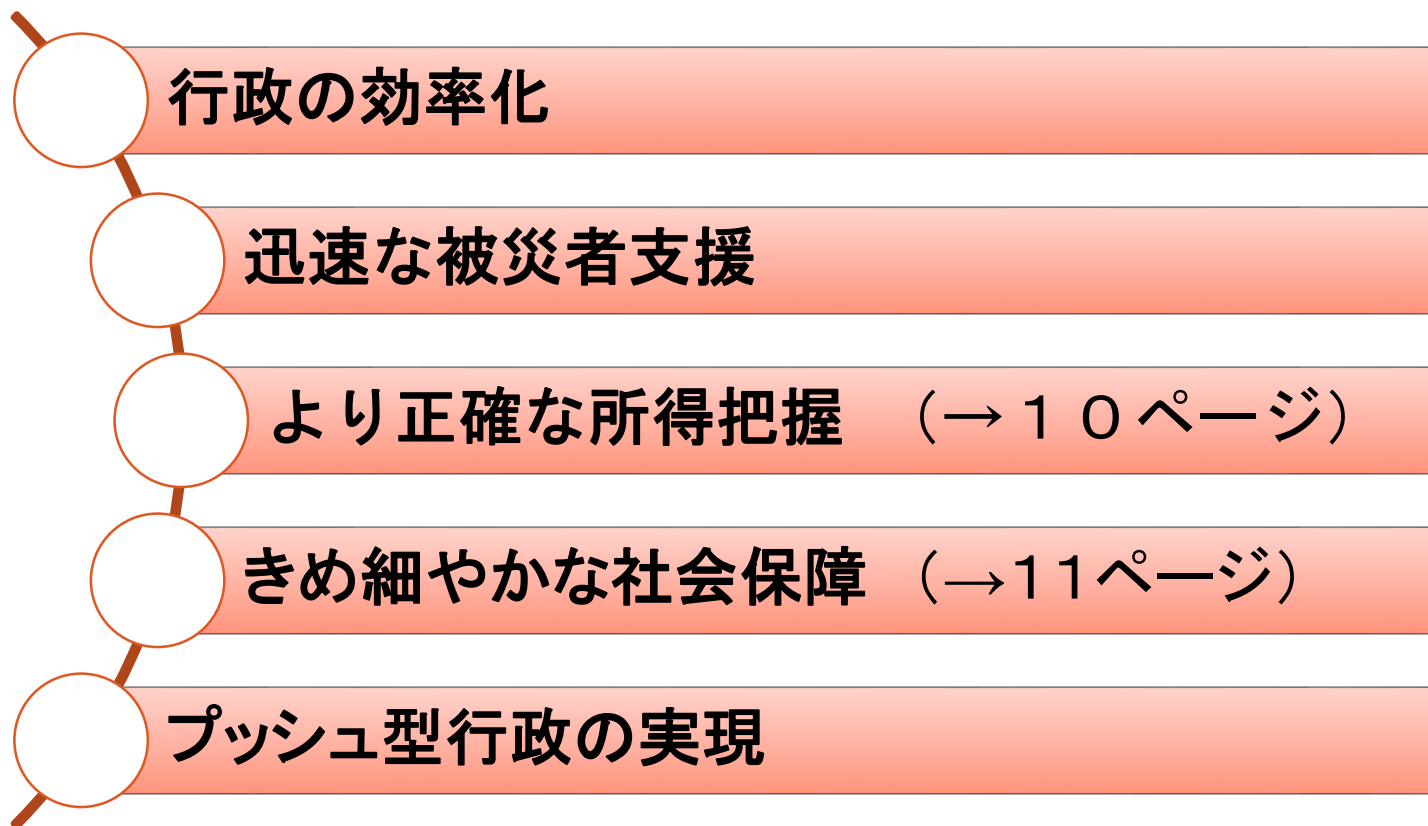 行政の効率化
迅速な被災者支援
より正確な所得把握　（→１０ページ）
きめ細やかな社会保障　（→１１ページ）
プッシュ型行政の実現